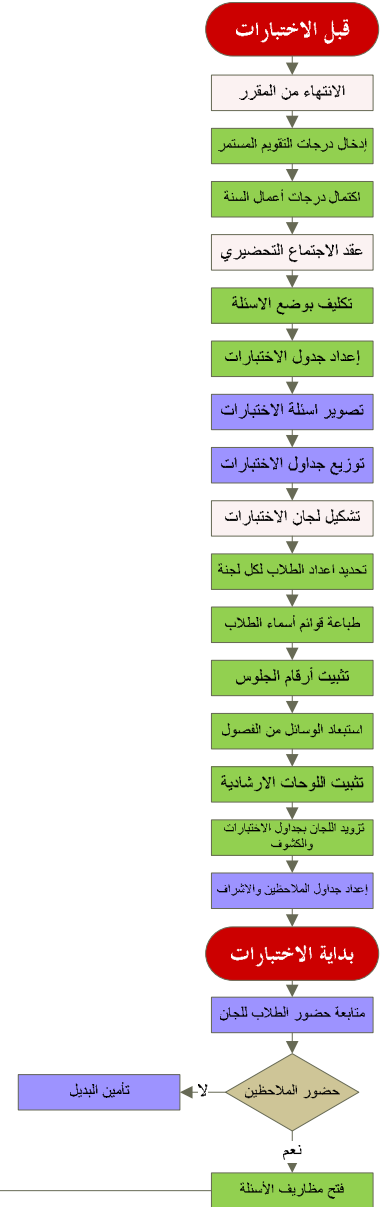 قبل الاختبارات
الانتهاء من المقرر
إدخال درجات التقويم المستمر
اكتمال درجات أعمال السنة
عقد الاجتماع التحضيري
تكليف بوضع الاسئلة
إعداد جدول الاختبارات
تصوير اسئلة الاختبارات
توزيع جداول الاختبارات
تشكيل لجان الاختبارات
تحديد اعداد الطلاب لكل لجنة
طباعة قوائم أسماء الطلاب
تثبيت أرقام الجلوس
استبعاد الوسائل من الفصول
تثبيت اللوحات الارشادية
تزويد اللجان بجداول الاختبارات
والكشوف
إعداد جداول الملاحظين والاشراف
بداية الاختبارات
متابعة حضور الطلاب للجان
حضور الملاحظين
لا
تأمين البديل
نعم
فتح مظاريف الأسئلة